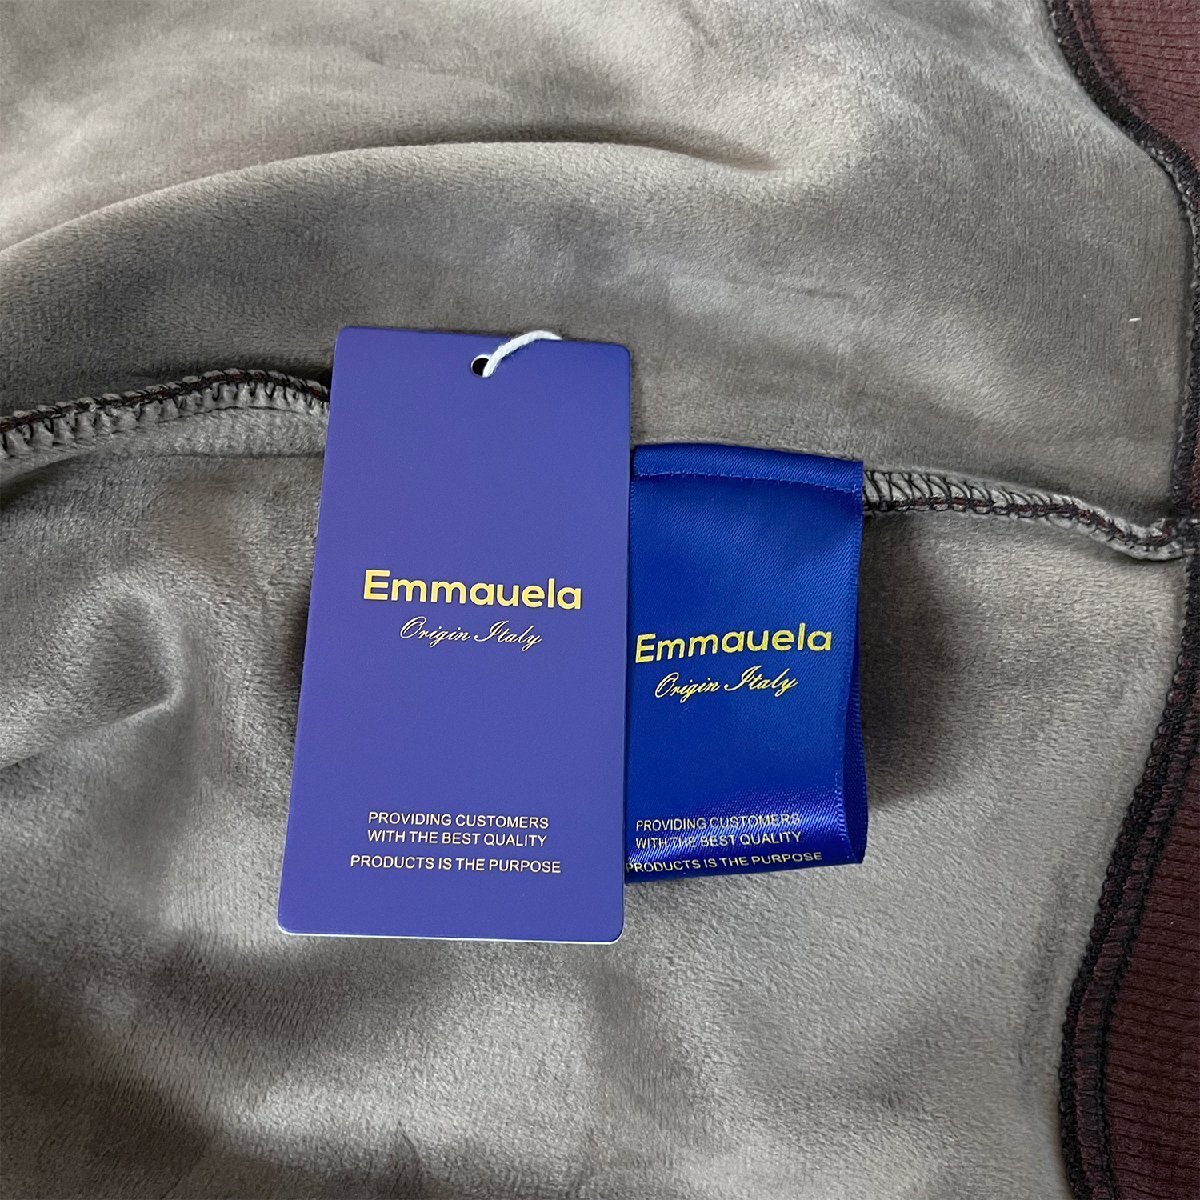 Emmauela
Origin Italy
PROVIDING CUSTOMERS
WITH THE BEST QUALITY
PRODUCTS IS THE PURPOSE
Emmauela
Origin Italy
PROVIDING CUSTOMERS
WITH THE BEST QUALITY
PRODUCTS IS THE PURPOSE